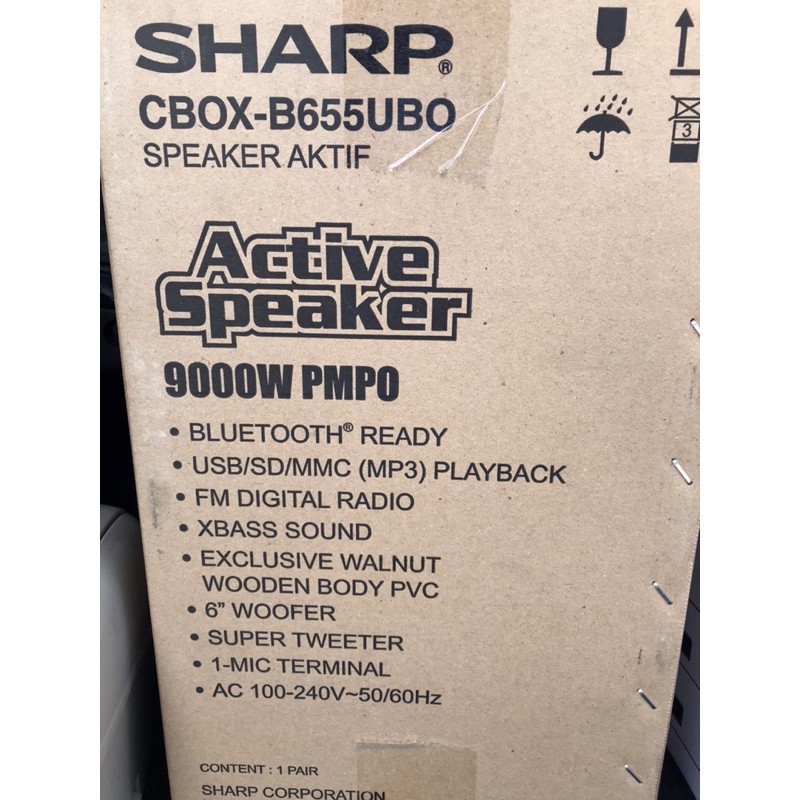 SHARP®
CBOX-B655UBO
SPEAKER AKTIF
3
Active
Speaker
9000W PMPO
• BLUETOOTH® READY
• USB/SD/MMC (MP3) PLAYBACK
• FM DIGITAL RADIO
• XBASS SOUND
• EXCLUSIVE WALNUT
WOODEN BODY PVC
• 6” WOOFER
• SUPER TWEETER
• 1-MIC TERMINAL
• AC 100-240V~50/60Hz
CONTENT : 1 PAIR
SHARP CORPORATION